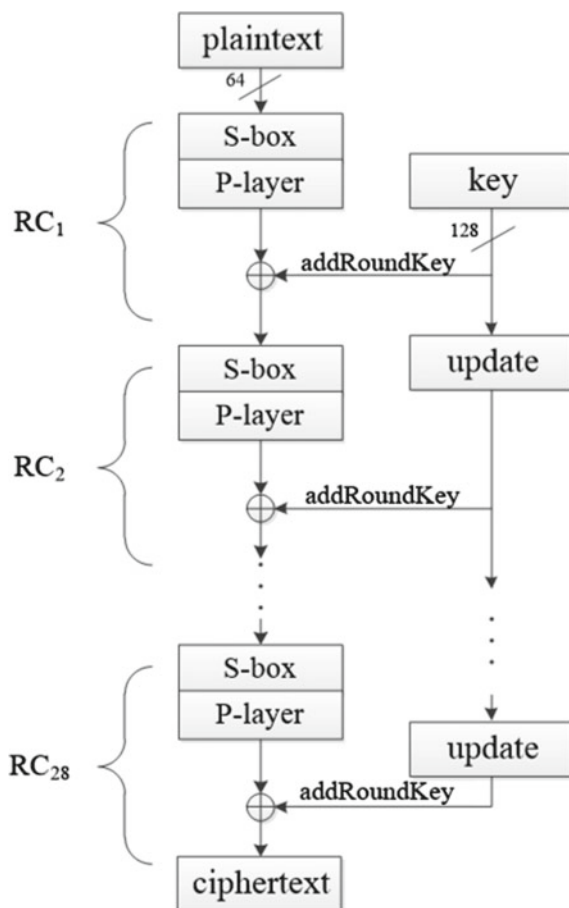 plaintext
64
S-box
P-layer
key
RC₁
128
addRoundKey
S-box
update
P-layer
RC₂
addRoundKey
S-box
P-layer
update
RC₂₈
addRoundKey
ciphertext